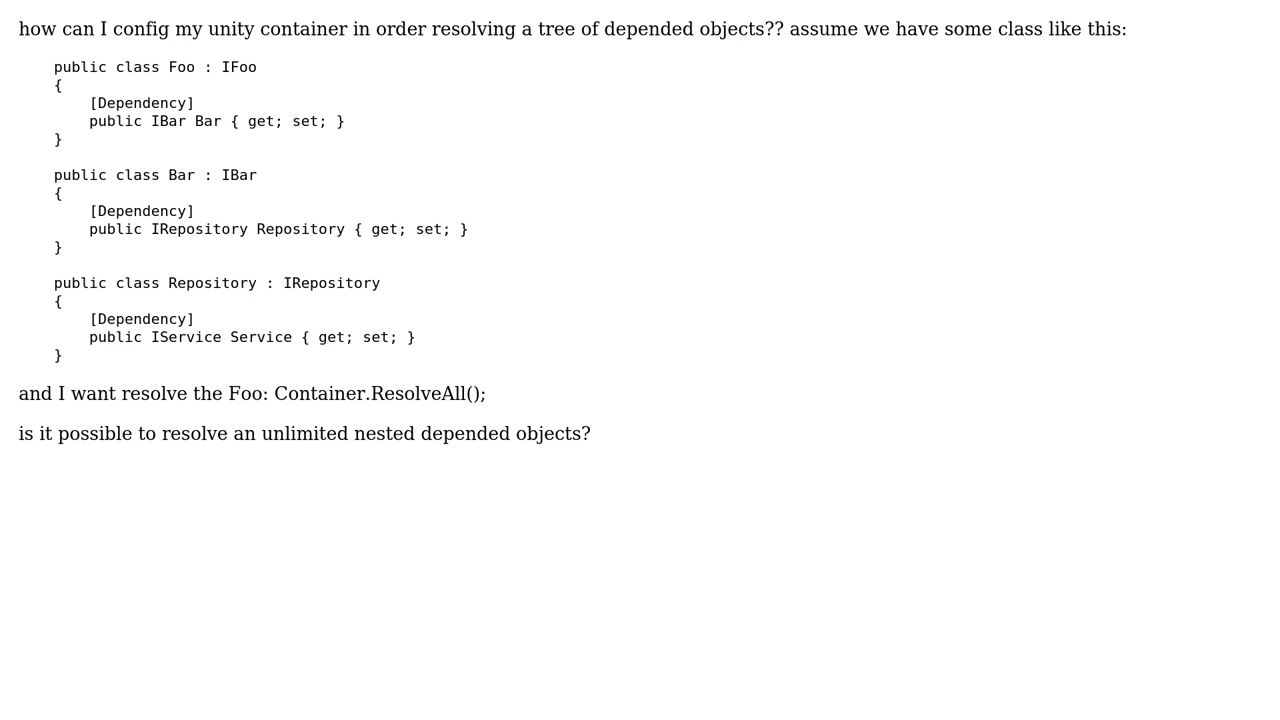 how can I config my unity container in order resolving a tree of depended objects?? assume we have some class like this:
public class Foo : IFoo
{
    [Dependency]
    public IBar Bar { get; set; }
}
public class Bar : IBar
{
    [Dependency]
    public IRepository Repository { get; set; }
}
public class Repository : IRepository
{
    [Dependency]
    public IService Service { get; set; }
}
and I want resolve the Foo: Container.ResolveAll();
is it possible to resolve an unlimited nested depended objects?